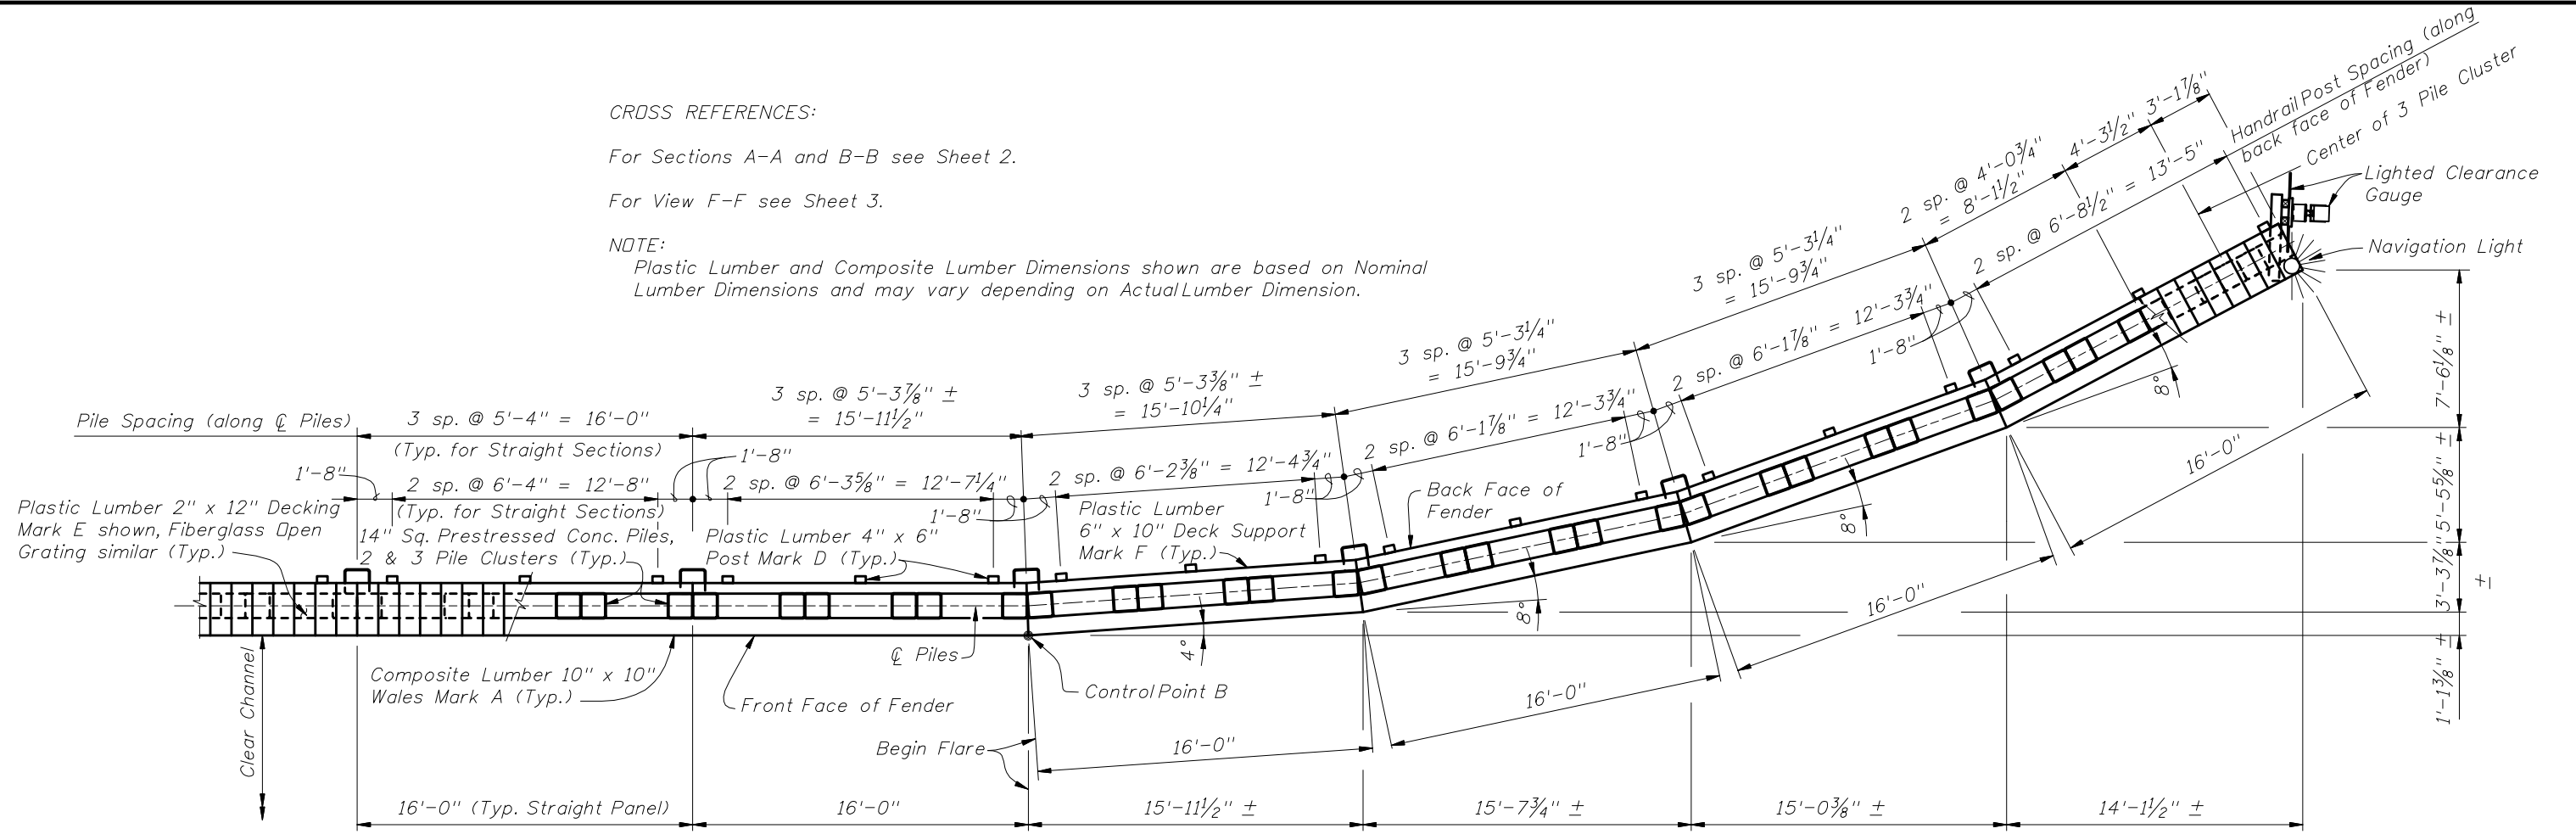 CROSS REFERENCES:
For Sections A-A and B-B see Sheet 2.
For View F-F see Sheet 3.
NOTE:
Plastic Lumber and Composite Lumber Dimensions shown are based on Nominal
Lumber Dimensions and may vary depending on Actual Lumber Dimension.
Handrail Post Spacing (along
back face of Fender)
Center of 3 Pile Cluster
Lighted Clearance
Gauge
Navigation Light
3'-1⅞"
4'-3½"
2 sp. @ 4'-0¾"
= 8'-1½"
2 sp. @ 6'-8½" = 13'-5"
3 sp. @ 5'-3¼"
= 15'-9¾"
2 sp. @ 6'-1⅞" = 12'-3¾"
1'-8"
3 sp. @ 5'-3¼"
= 15'-9¾"
2 sp. @ 6'-1⅞" = 12'-3¾"
1'-8"
3 sp. @ 5'-3⅜" ±
= 15'-10¼"
2 sp. @ 6'-2⅜" = 12'-4¾"
1'-8"
3 sp. @ 5'-3⅞" ±
= 15'-11½"
1'-8"
2 sp. @ 6'-3⅝" = 12'-7¼"
1'-8"
Pile Spacing (along ℄ Piles)
3 sp. @ 5'-4" = 16'-0"
(Typ. for Straight Sections)
1'-8"
2 sp. @ 6'-4" = 12'-8"
(Typ. for Straight Sections)
Plastic Lumber 2" x 12" Decking
Mark E shown, Fiberglass Open
Grating similar (Typ.)
14" Sq. Prestressed Conc. Piles,
2 & 3 Pile Clusters (Typ.)
Plastic Lumber 4" x 6"
Post Mark D (Typ.)
Plastic Lumber
6" x 10" Deck Support
Mark F (Typ.)
Back Face of
Fender
℄ Piles
4°
8°
8°
8°
Composite Lumber 10" x 10"
Wales Mark A (Typ.)
Front Face of Fender
Control Point B
Begin Flare
Clear Channel
16'-0"
16'-0"
16'-0"
16'-0"
7'-6⅛" ±
5'-5⅝" ±
3'-3⅞" ±
1'-1⅜" ±
16'-0" (Typ. Straight Panel)
16'-0"
15'-11½" ±
15'-7¾" ±
15'-0⅜" ±
14'-1½" ±